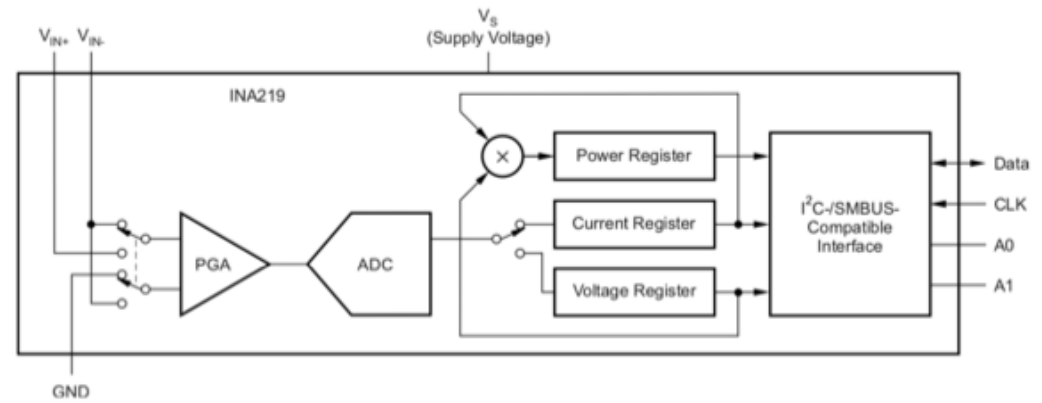 V_S
(Supply Voltage)
V_IN+ V_IN-
INA219
×
Power Register
Current Register
Voltage Register
PGA
ADC
I²C-/SMBUS-
Compatible
Interface
Data
CLK
A0
A1
GND